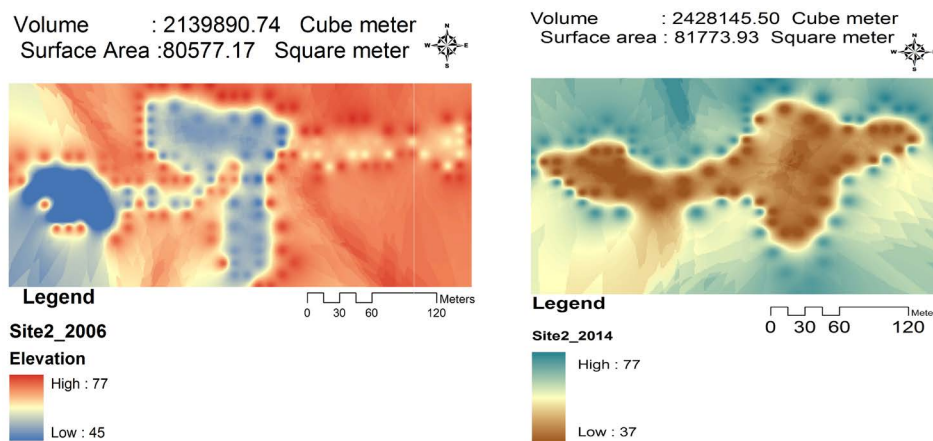 Volume : 2139890.74 Cube meter
Surface Area :80577.17 Square meter
N
W E
S
Legend
Meters
0 30 60 120
Site2_2006
Elevation
High : 77
Low : 45
Volume : 2428145.50 Cube meter
Surface area : 81773.93 Square meter
N
W E
S
Legend
Mete
0 30 60 120
Site2_2014
High : 77
Low : 37